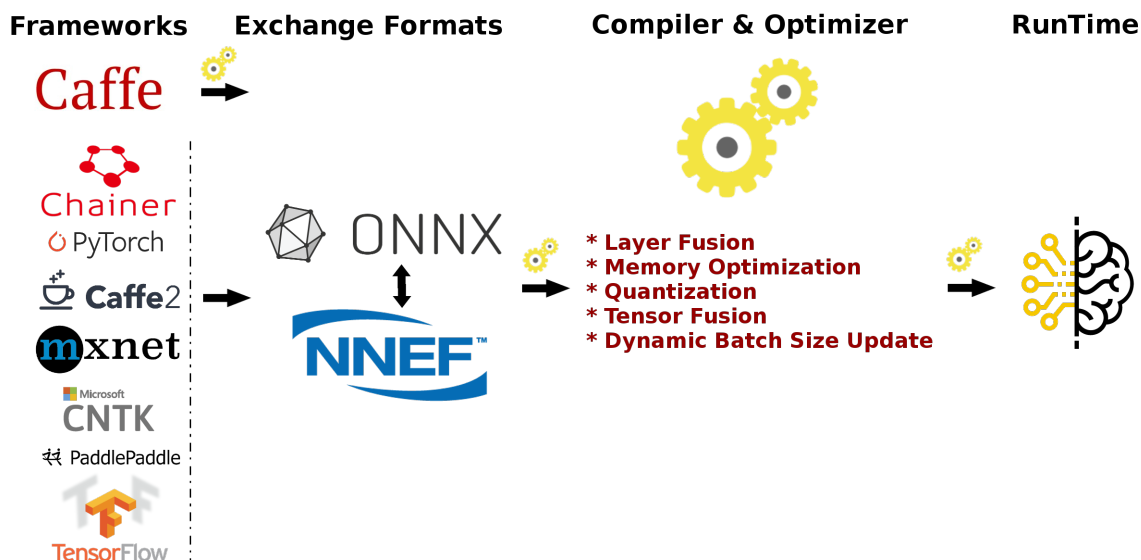 Frameworks
Exchange Formats
Compiler & Optimizer
RunTime
Caffe
Chainer
PyTorch
Caffe2
mxnet
Microsoft
CNTK
PaddlePaddle
TensorFlow
ONNX
NNEF™
* Layer Fusion
* Memory Optimization
* Quantization
* Tensor Fusion
* Dynamic Batch Size Update